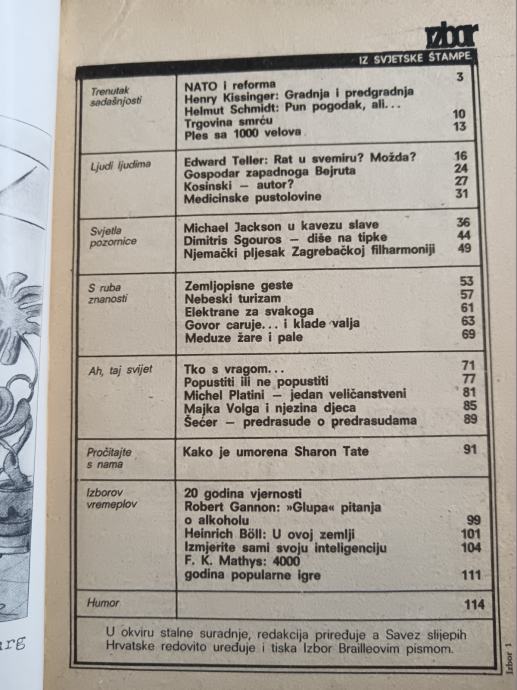 izbor
IZ SVJETSKE ŠTAMPE
Trenutak
sadašnjosti
NATO i reforma 3
Henry Kissinger: Gradnja i predgradnja
Helmut Schmidt: Pun pogodak, ali...
Trgovina smrću 10
Ples sa 1000 velova 13
Ljudi ljudima
Edward Teller: Rat u svemiru? Možda? 16
Gospodar zapadnoga Bejruta 24
Kosinski – autor? 27
Medicinske pustolovine 31
Svjetla
pozornice
Michael Jackson u kavezu slave 36
Dimitris Sgouros – diše na tipke 44
Njemački pljesak Zagrebačkoj filharmoniji 49
S ruba
znanosti
Zemljopisne geste 53
Nebeski turizam 57
Elektrane za svakoga 61
Govor caruje... i klade valja 63
Meduze žare i pale 69
Ah, taj svijet
Tko s vragom... 71
Popustiti ili ne popustiti 77
Michel Platini – jedan veličanstveni 81
Majka Volga i njezina djeca 85
Šećer – predrasude o predrasudama 89
Pročitajte
s nama
Kako je umorena Sharon Tate 91
Izborov
vremeplov
20 godina vjernosti
Robert Gannon: »Glupa« pitanja
o alkoholu 99
Heinrich Böll: U ovoj zemlji 101
Izmjerite sami svoju inteligenciju 104
F. K. Mathys: 4000
godina popularne igre 111
Humor 114
U okviru stalne suradnje, redakcija priređuje a Savez slijepih
Hrvatske redovito uređuje i tiska Izbor Brailleovim pismom.
Izbor 1